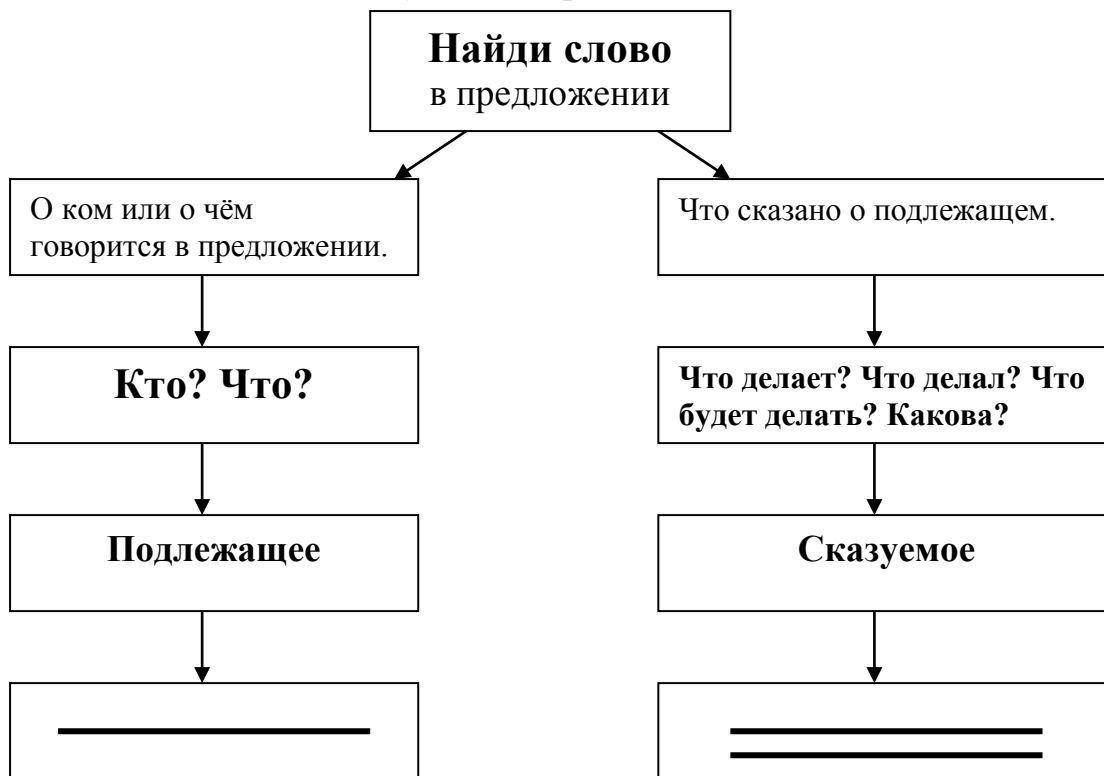 Найди слово
в предложении
О ком или о чём
говорится в предложении.
Что сказано о подлежащем.
Кто? Что?
Что делает? Что делал? Что
будет делать? Какова?
Подлежащее
Сказуемое